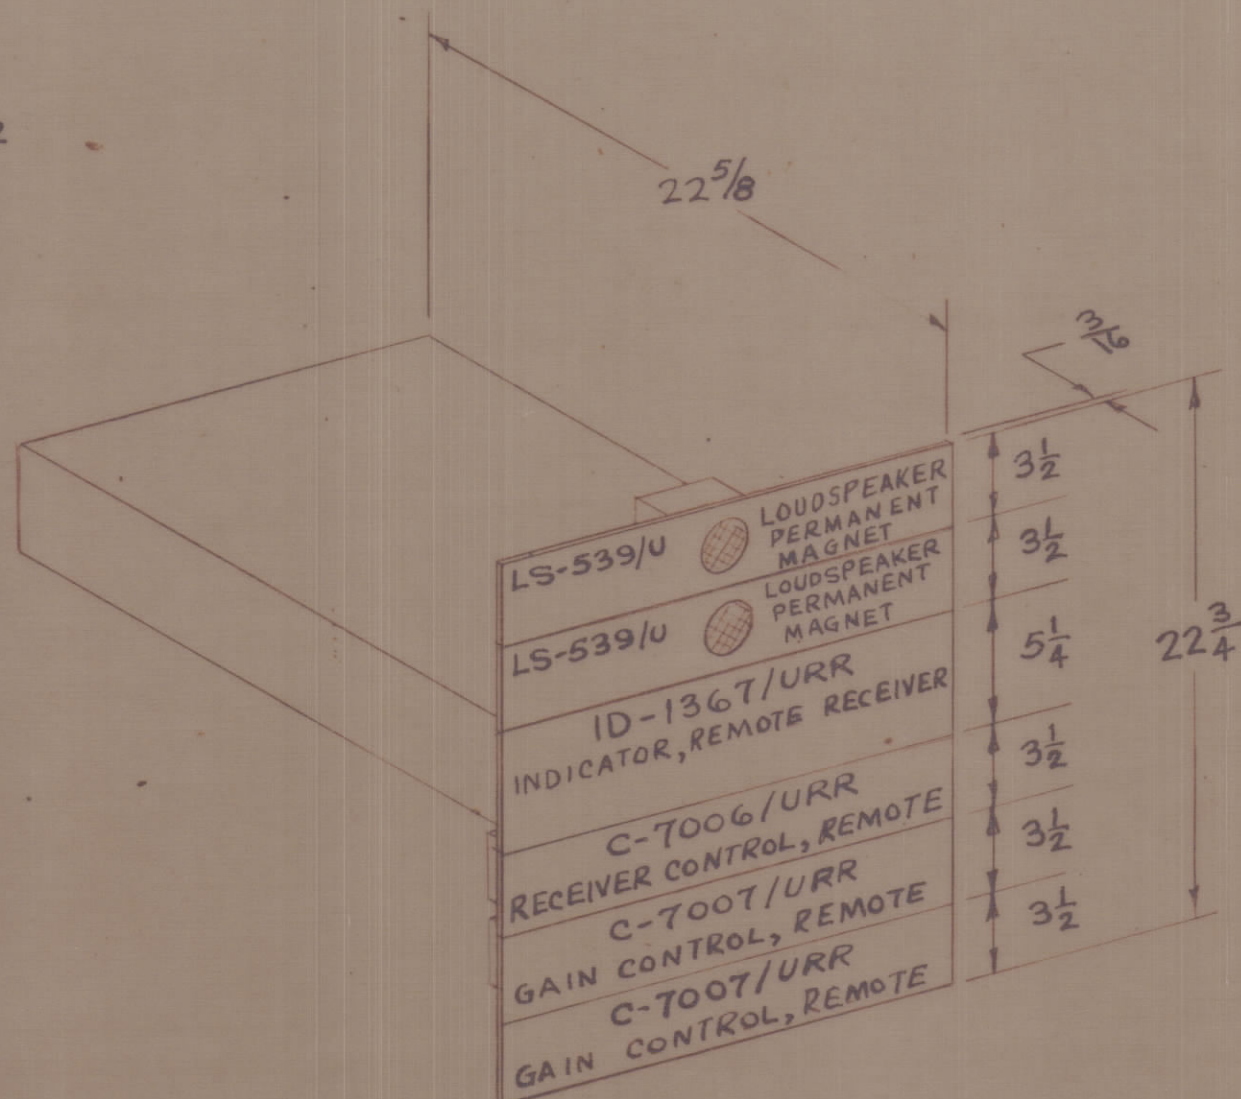 2
22 5/8
3/16
3 1/2
3 1/2
5 1/4
3 1/2
3 1/2
3 1/2
22 3/4
LS-539/U
LOUDSPEAKER
PERMANENT
MAGNET
LS-539/U
LOUDSPEAKER
PERMANENT
MAGNET
ID-1367/URR
INDICATOR, REMOTE RECEIVER
C-7006/URR
RECEIVER CONTROL, REMOTE
C-7007/URR
GAIN CONTROL, REMOTE
C-7007/URR
GAIN CONTROL, REMOTE